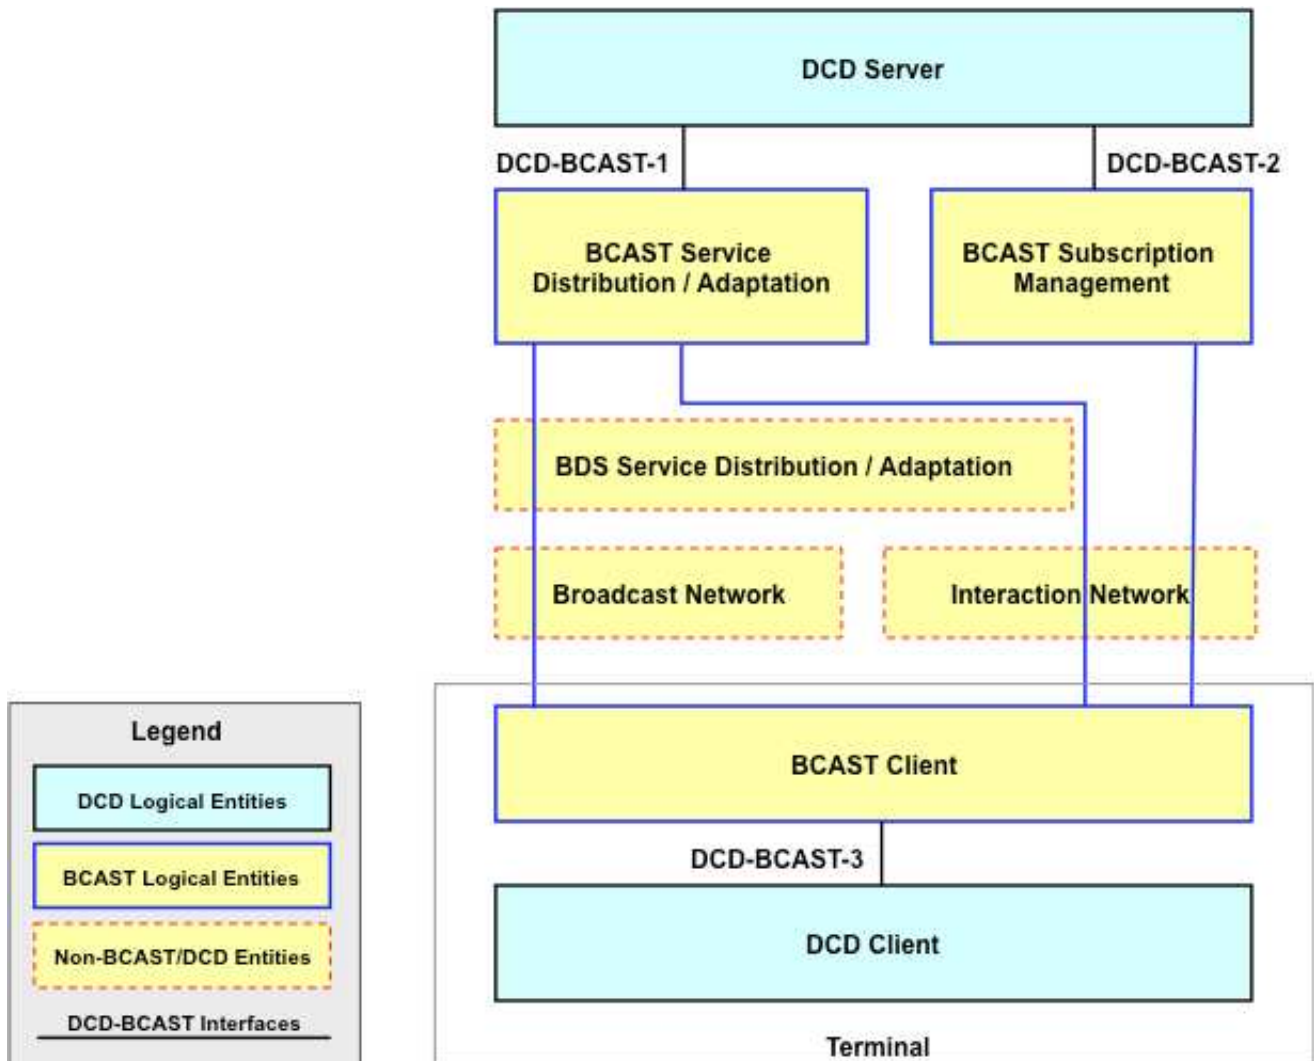 DCD Server
DCD-BCAST-1
DCD-BCAST-2
BCAST Service
Distribution / Adaptation
BCAST Subscription
Management
BDS Service Distribution / Adaptation
Broadcast Network
Interaction Network
BCAST Client
DCD-BCAST-3
DCD Client
Terminal
Legend
DCD Logical Entities
BCAST Logical Entities
Non-BCAST/DCD Entities
DCD-BCAST Interfaces